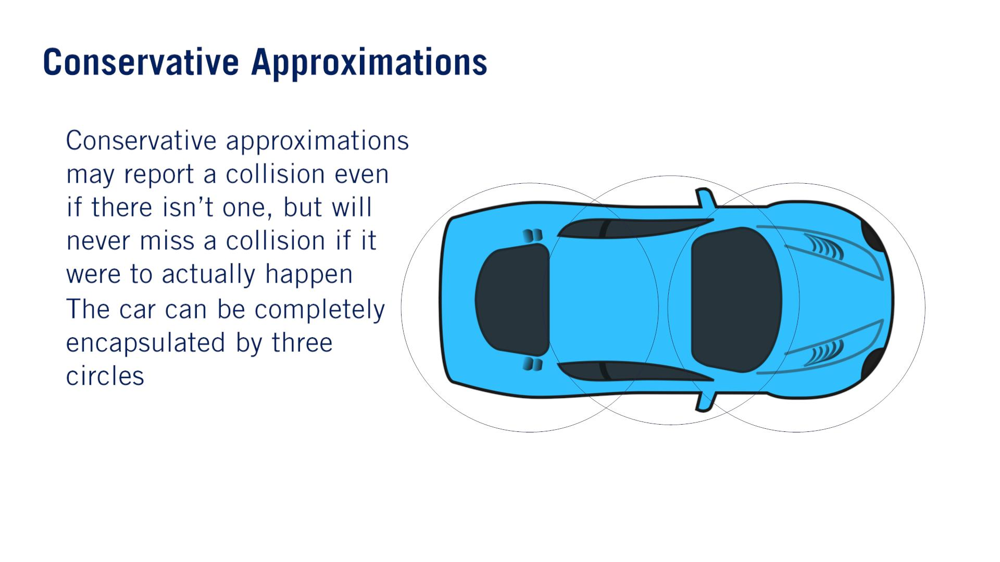 Conservative Approximations
Conservative approximations
may report a collision even
if there isn’t one, but will
never miss a collision if it
were to actually happen
The car can be completely
encapsulated by three
circles